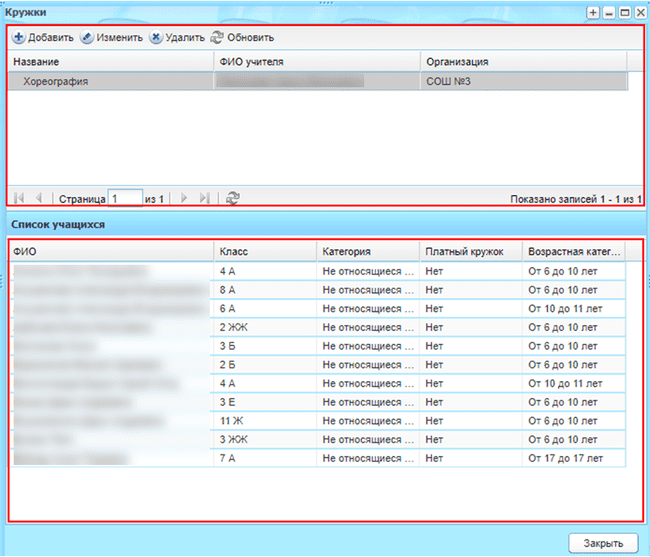 Кружки
Добавить Изменить Удалить Обновить
Название ФИО учителя Организация
Хореография СОШ №3
Страница 1 из 1 Показано записей 1 - 1 из 1
Список учащихся
ФИО Класс Категория Платный кружок Возрастная катег...
4 А Не относящиеся ... Нет От 6 до 10 лет
8 А Не относящиеся ... Нет От 6 до 10 лет
6 А Не относящиеся ... Нет От 10 до 11 лет
2 ЖЖ Не относящиеся ... Нет От 6 до 10 лет
3 Б Не относящиеся ... Нет От 6 до 10 лет
2 Б Не относящиеся ... Нет От 6 до 10 лет
4 А Не относящиеся ... Нет От 10 до 11 лет
3 Е Не относящиеся ... Нет От 6 до 10 лет
11 Ж Не относящиеся ... Нет От 6 до 10 лет
3 ЖЖ Не относящиеся ... Нет От 6 до 10 лет
7 А Не относящиеся ... Нет От 17 до 17 лет
Закрыть